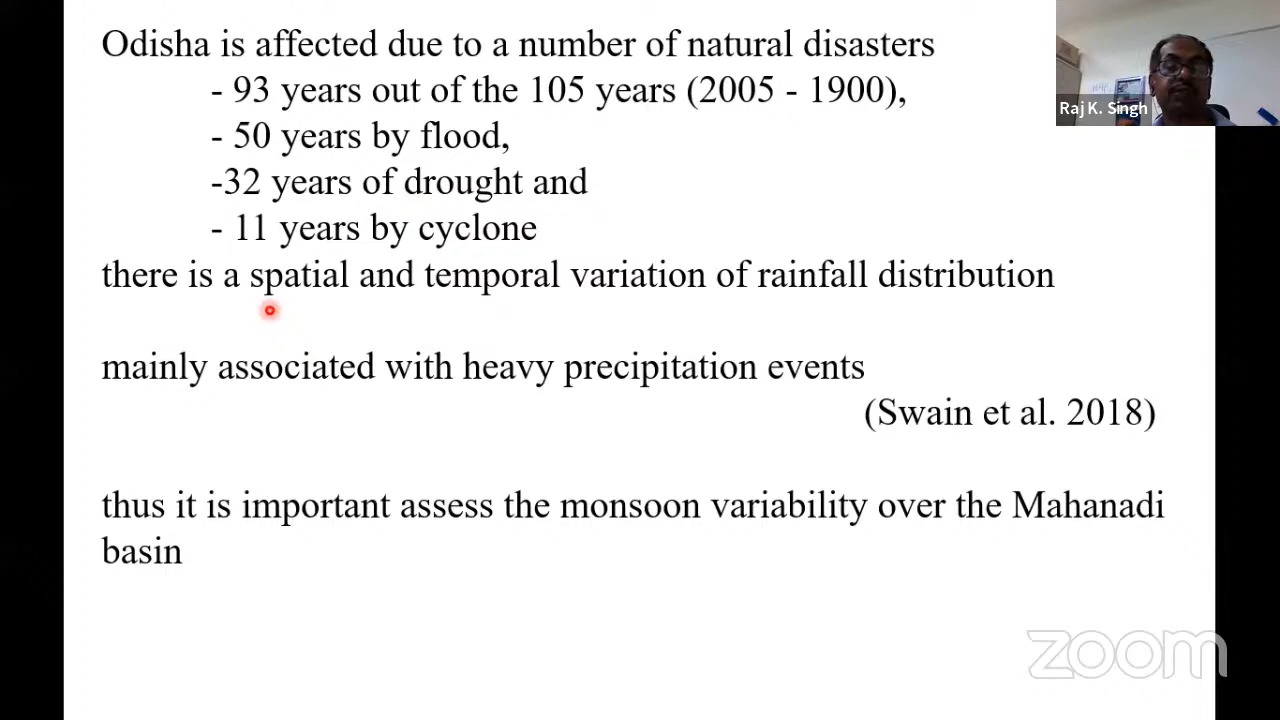 Odisha is affected due to a number of natural disasters
- 93 years out of the 105 years (2005 - 1900),
- 50 years by flood,
-32 years of drought and
- 11 years by cyclone
there is a spatial and temporal variation of rainfall distribution
mainly associated with heavy precipitation events
(Swain et al. 2018)
thus it is important assess the monsoon variability over the Mahanadi
basin
Raj K. Singh
zoom